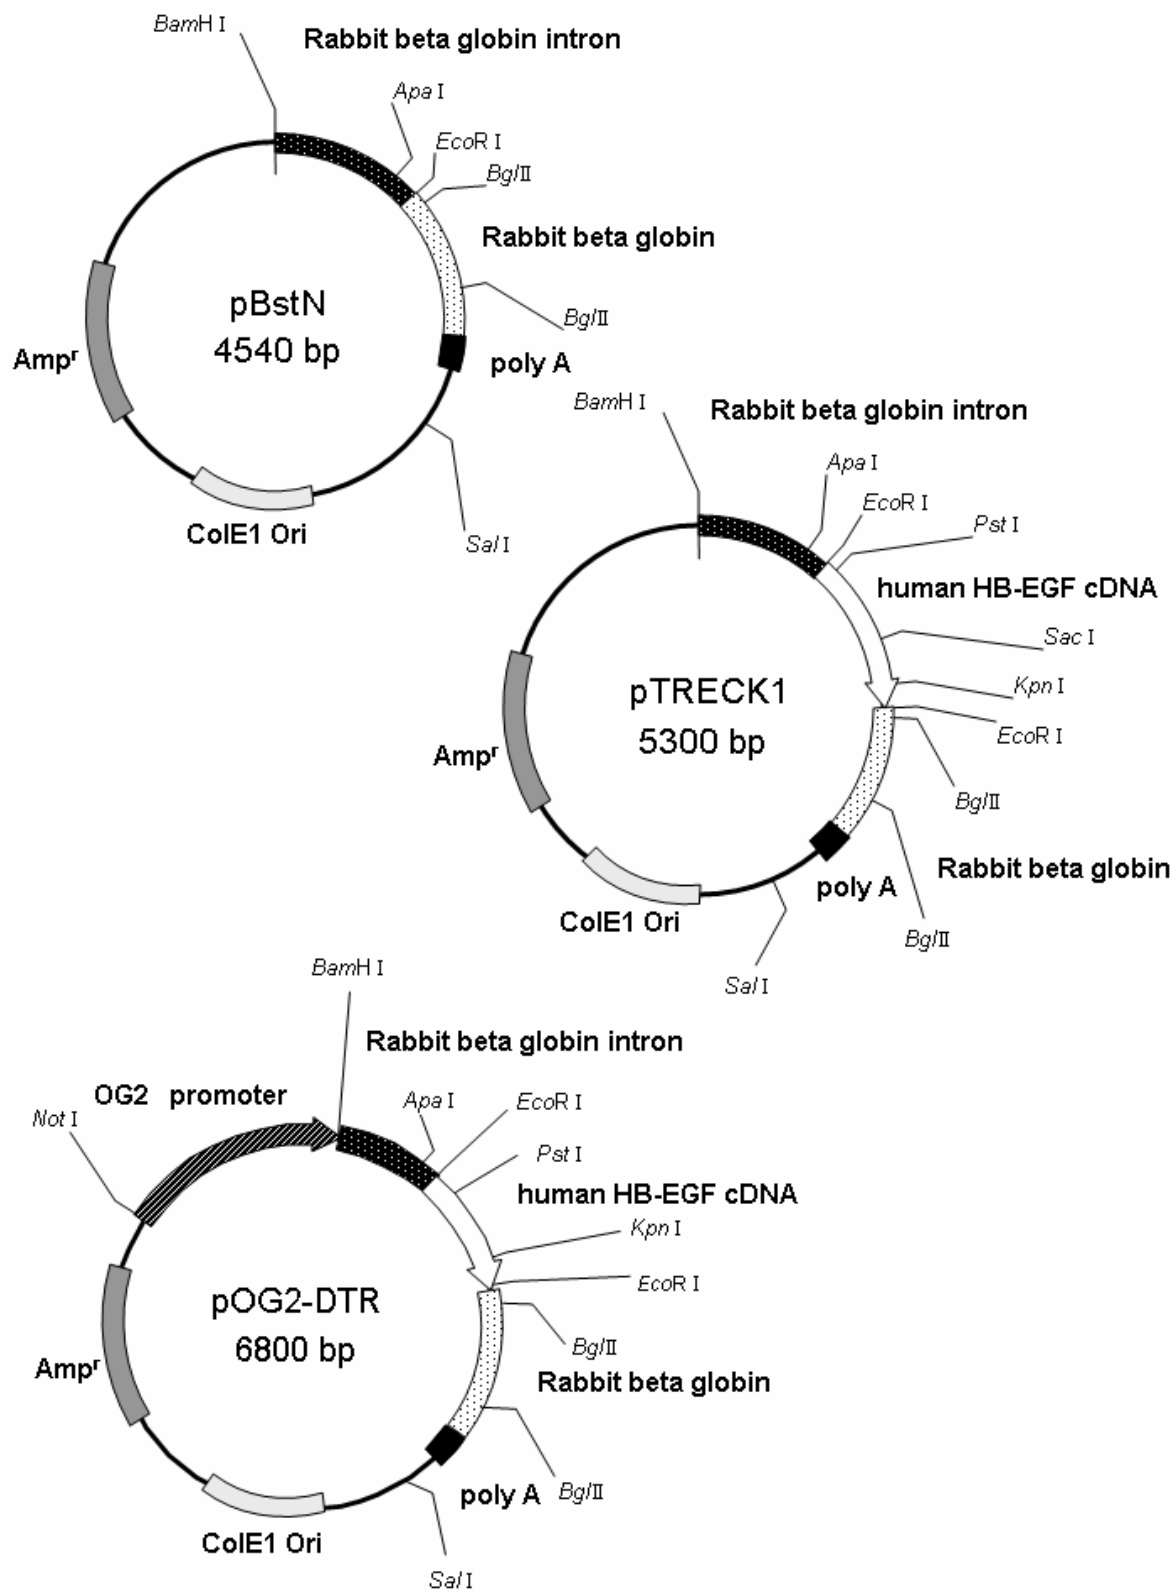 BamH I
Rabbit beta globin intron
Apa I
EcoR I
BglII
Rabbit beta globin
pBstN
4540 bp
BglII
Ampʳ
poly A
ColE1 Ori
Sal I
BamH I
Rabbit beta globin intron
Apa I
EcoR I
Pst I
human HB-EGF cDNA
Sac I
pTRECK1
5300 bp
Kpn I
EcoR I
Ampʳ
BglII
Rabbit beta globin
poly A
ColE1 Ori
BglII
Sal I
BamH I
Rabbit beta globin intron
OG2 promoter
Not I
Apa I
EcoR I
Pst I
human HB-EGF cDNA
Kpn I
EcoR I
pOG2-DTR
6800 bp
BglII
Ampʳ
Rabbit beta globin
poly A
BglII
ColE1 Ori
Sal I